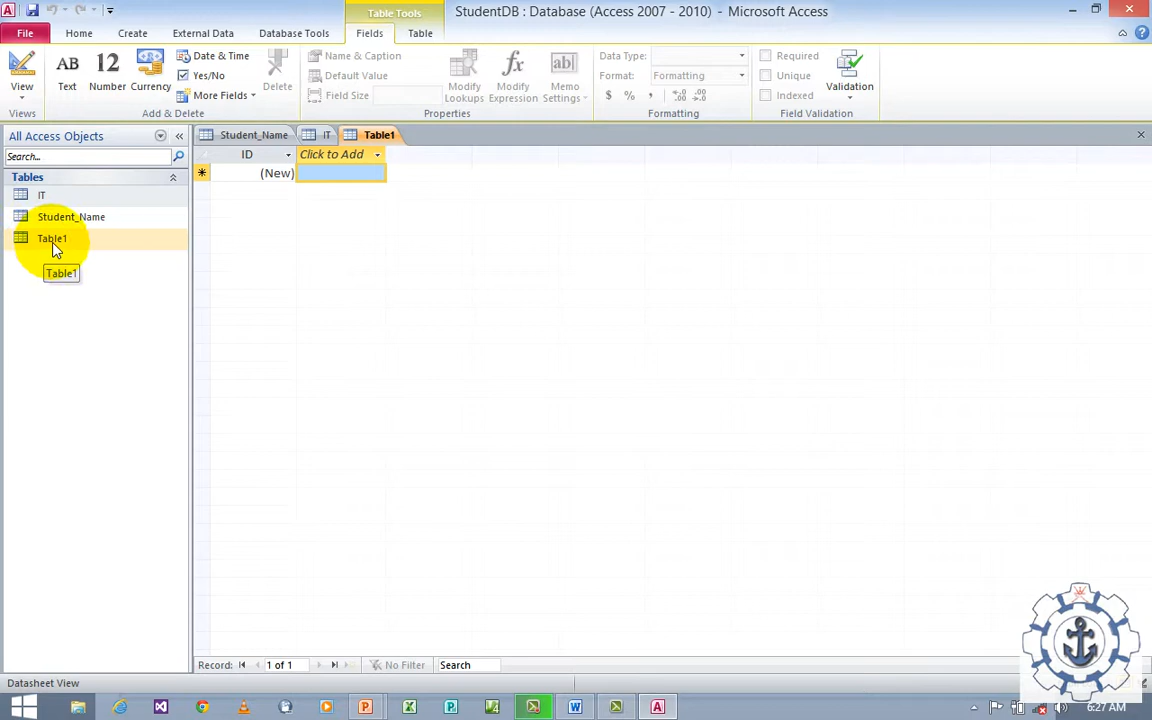 Table Tools
StudentDB : Database (Access 2007 - 2010) - Microsoft Access
File
Home
Create
External Data
Database Tools
Fields
Table
View
Views
AB
Text
12
Number
Currency
Date & Time
Yes/No
More Fields
Delete
Add & Delete
Name & Caption
Default Value
Field Size
Modify
Lookups
fx
Modify
Expression
ab
Memo
Settings
Properties
Data Type:
Format:
Formatting
$ % , .00 .00
Formatting
Required
Unique
Indexed
Validation
Field Validation
All Access Objects
Search...
Tables
IT
Student_Name
Table1
Table1
Student_Name
IT
Table1
ID
Click to Add
(New)
Record:
1 of 1
No Filter
Search
Datasheet View
6:27 AM